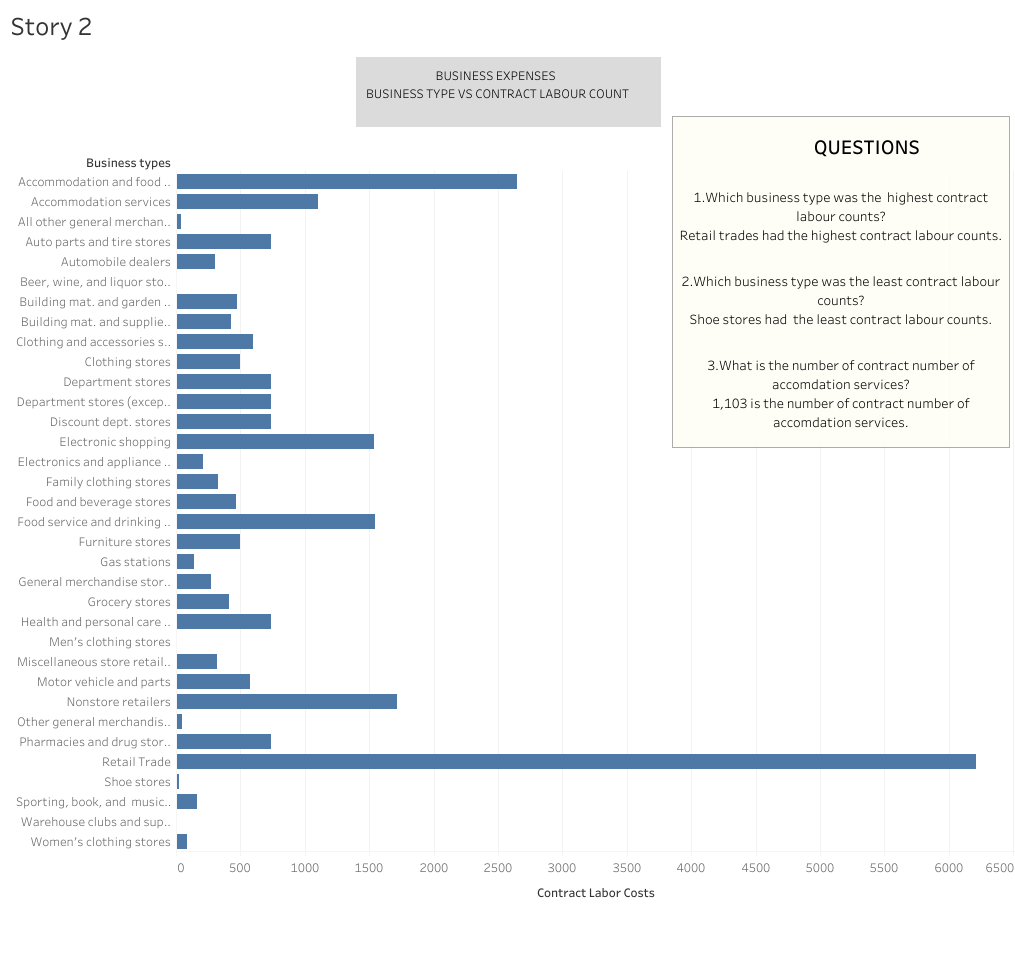 Story 2
BUSINESS EXPENSES
BUSINESS TYPE VS CONTRACT LABOUR COUNT
QUESTIONS
1.Which business type was the  highest contract
labour counts?
Retail trades had the highest contract labour counts.
2.Which business type was the least contract labour
counts?
Shoe stores had  the least contract labour counts.
3.What is the number of contract number of
accomdation services?
1,103 is the number of contract number of
accomdation services.
Business types
Accommodation and food ..
Accommodation services
All other general merchan..
Auto parts and tire stores
Automobile dealers
Beer, wine, and liquor sto..
Building mat. and garden ..
Building mat. and supplie..
Clothing and accessories s..
Clothing stores
Department stores
Department stores (excep..
Discount dept. stores
Electronic shopping
Electronics and appliance ..
Family clothing stores
Food and beverage stores
Food service and drinking ..
Furniture stores
Gas stations
General merchandise stor..
Grocery stores
Health and personal care ..
Men's clothing stores
Miscellaneous store retail..
Motor vehicle and parts
Nonstore retailers
Other general merchandis..
Pharmacies and drug stor..
Retail Trade
Shoe stores
Sporting, book, and  music..
Warehouse clubs and sup..
Women's clothing stores
0 500 1000 1500 2000 2500 3000 3500 4000 4500 5000 5500 6000 6500
Contract Labor Costs